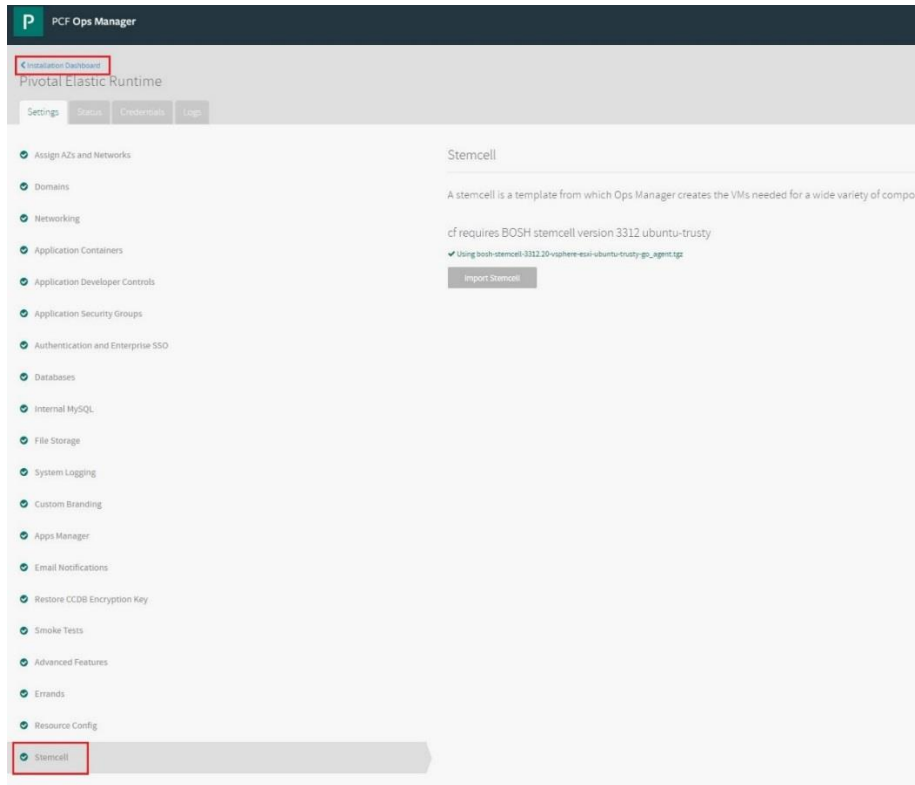 P PCF Ops Manager
< Installation Dashboard
Pivotal Elastic Runtime
Settings Status Credentials Logs
Assign AZs and Networks
Domains
Networking
Application Containers
Application Developer Controls
Application Security Groups
Authentication and Enterprise SSO
Databases
Internal MySQL
File Storage
System Logging
Custom Branding
Apps Manager
Email Notifications
Restore CCDB Encryption Key
Smoke Tests
Advanced Features
Errands
Resource Config
Stemcell
Stemcell
A stemcell is a template from which Ops Manager creates the VMs needed for a wide variety of compo
cf requires BOSH stemcell version 3312 ubuntu-trusty
Using bosh-stemcell-3312.20-vsphere-esxi-ubuntu-trusty-go_agent.tgz
Import Stemcell